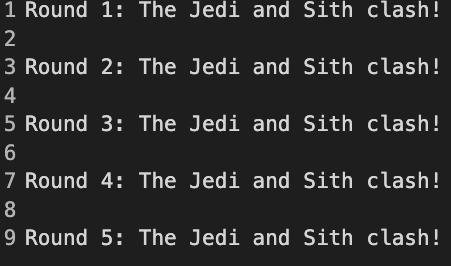 1 Round 1: The Jedi and Sith clash!
2
3 Round 2: The Jedi and Sith clash!
4
5 Round 3: The Jedi and Sith clash!
6
7 Round 4: The Jedi and Sith clash!
8
9 Round 5: The Jedi and Sith clash!